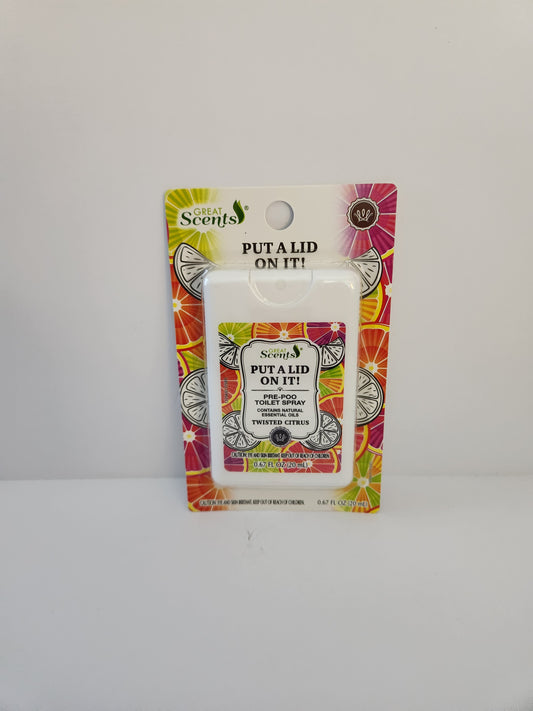 GREAT
Scents®
PUT A LID
ON IT!
GREAT
Scents®
PUT A LID
ON IT!
PRE-POO
TOILET SPRAY
CONTAINS NATURAL
ESSENTIAL OILS
TWISTED CITRUS
CAUTION: EYE AND SKIN IRRITANT. KEEP OUT OF REACH OF CHILDREN.
0.67 FL OZ (20 mL)
CAUTION: EYE AND SKIN IRRITANT. KEEP OUT OF REACH OF CHILDREN.
0.67 FL OZ (20 mL)